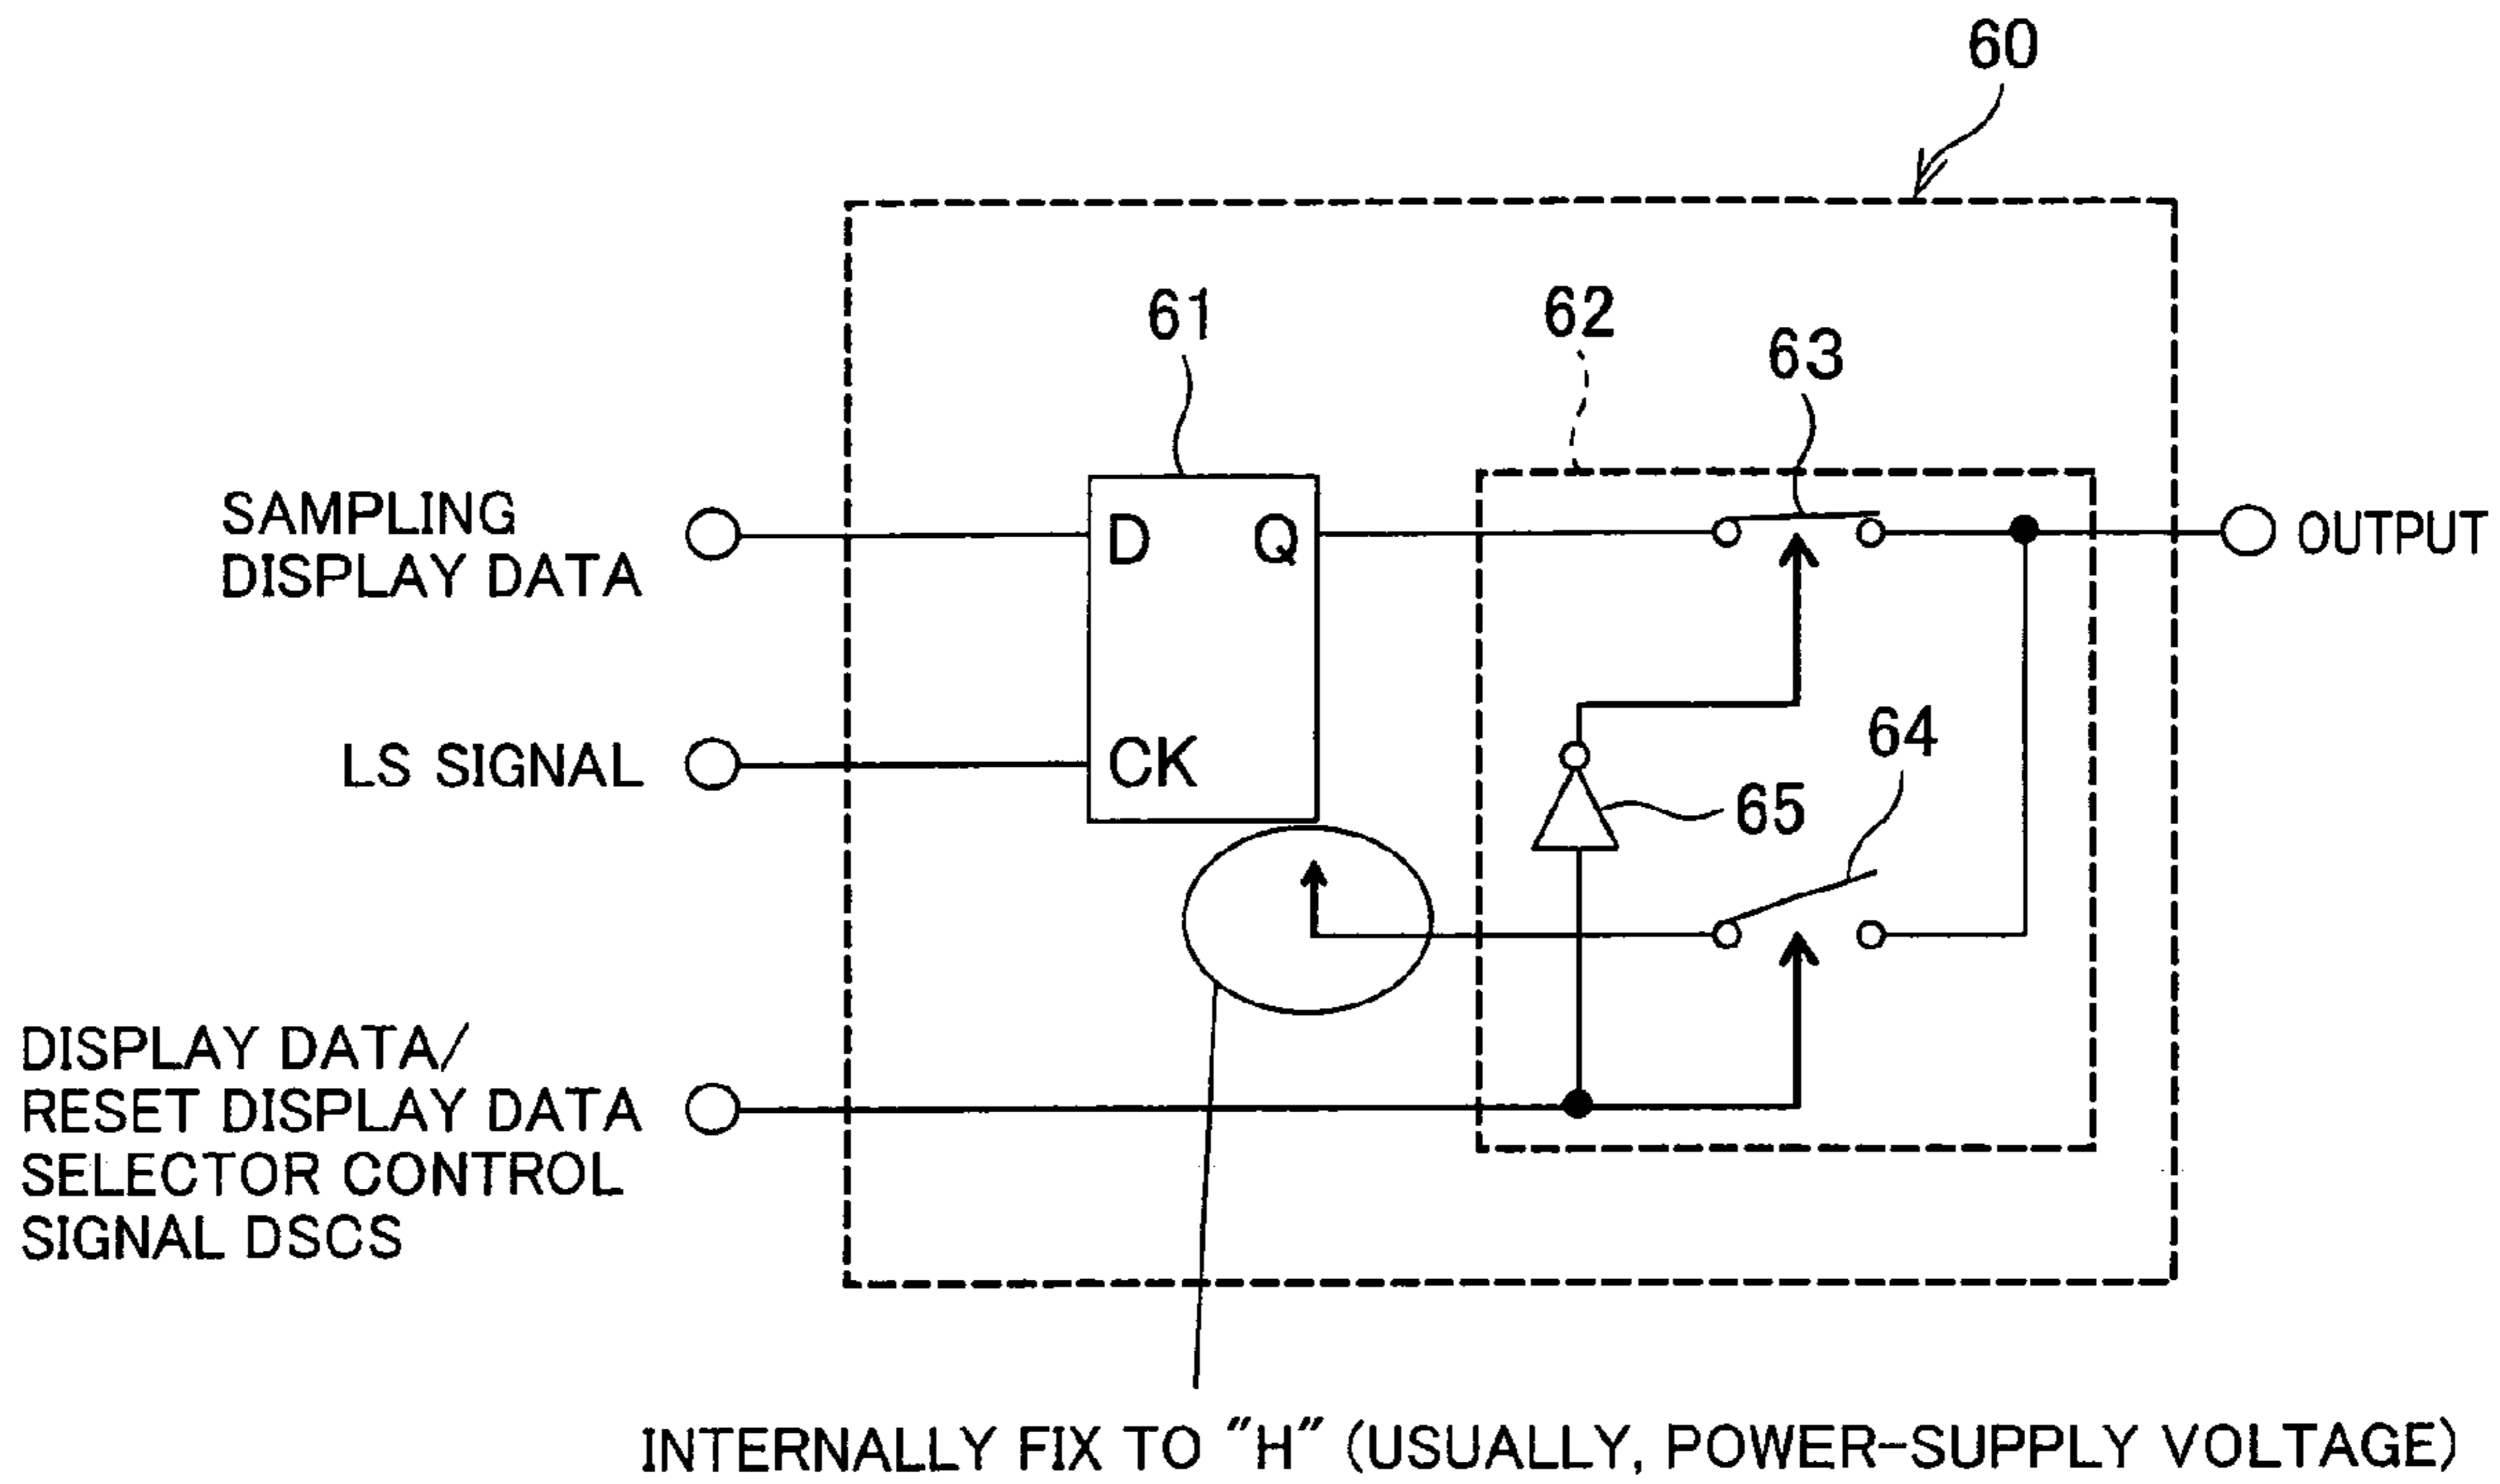 60
61
62
63
SAMPLING
DISPLAY DATA
D
Q
OUTPUT
LS SIGNAL
CK
64
65
DISPLAY DATA/
RESET DISPLAY DATA
SELECTOR CONTROL
SIGNAL DSCS
INTERNALLY FIX TO "H" (USUALLY, POWER-SUPPLY VOLTAGE)